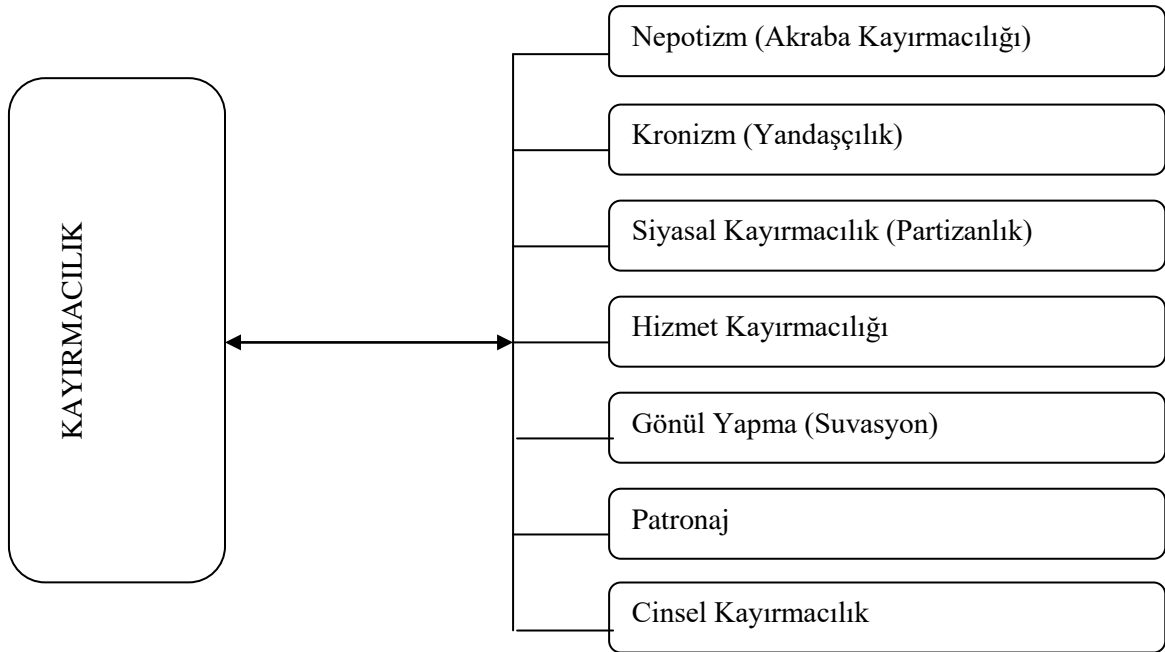 KAYIRMACILIK
Nepotizm (Akraba Kayırmacılığı)
Kronizm (Yandaşçılık)
Siyasal Kayırmacılık (Partizanlık)
Hizmet Kayırmacılığı
Gönül Yapma (Suvasyon)
Patronaj
Cinsel Kayırmacılık